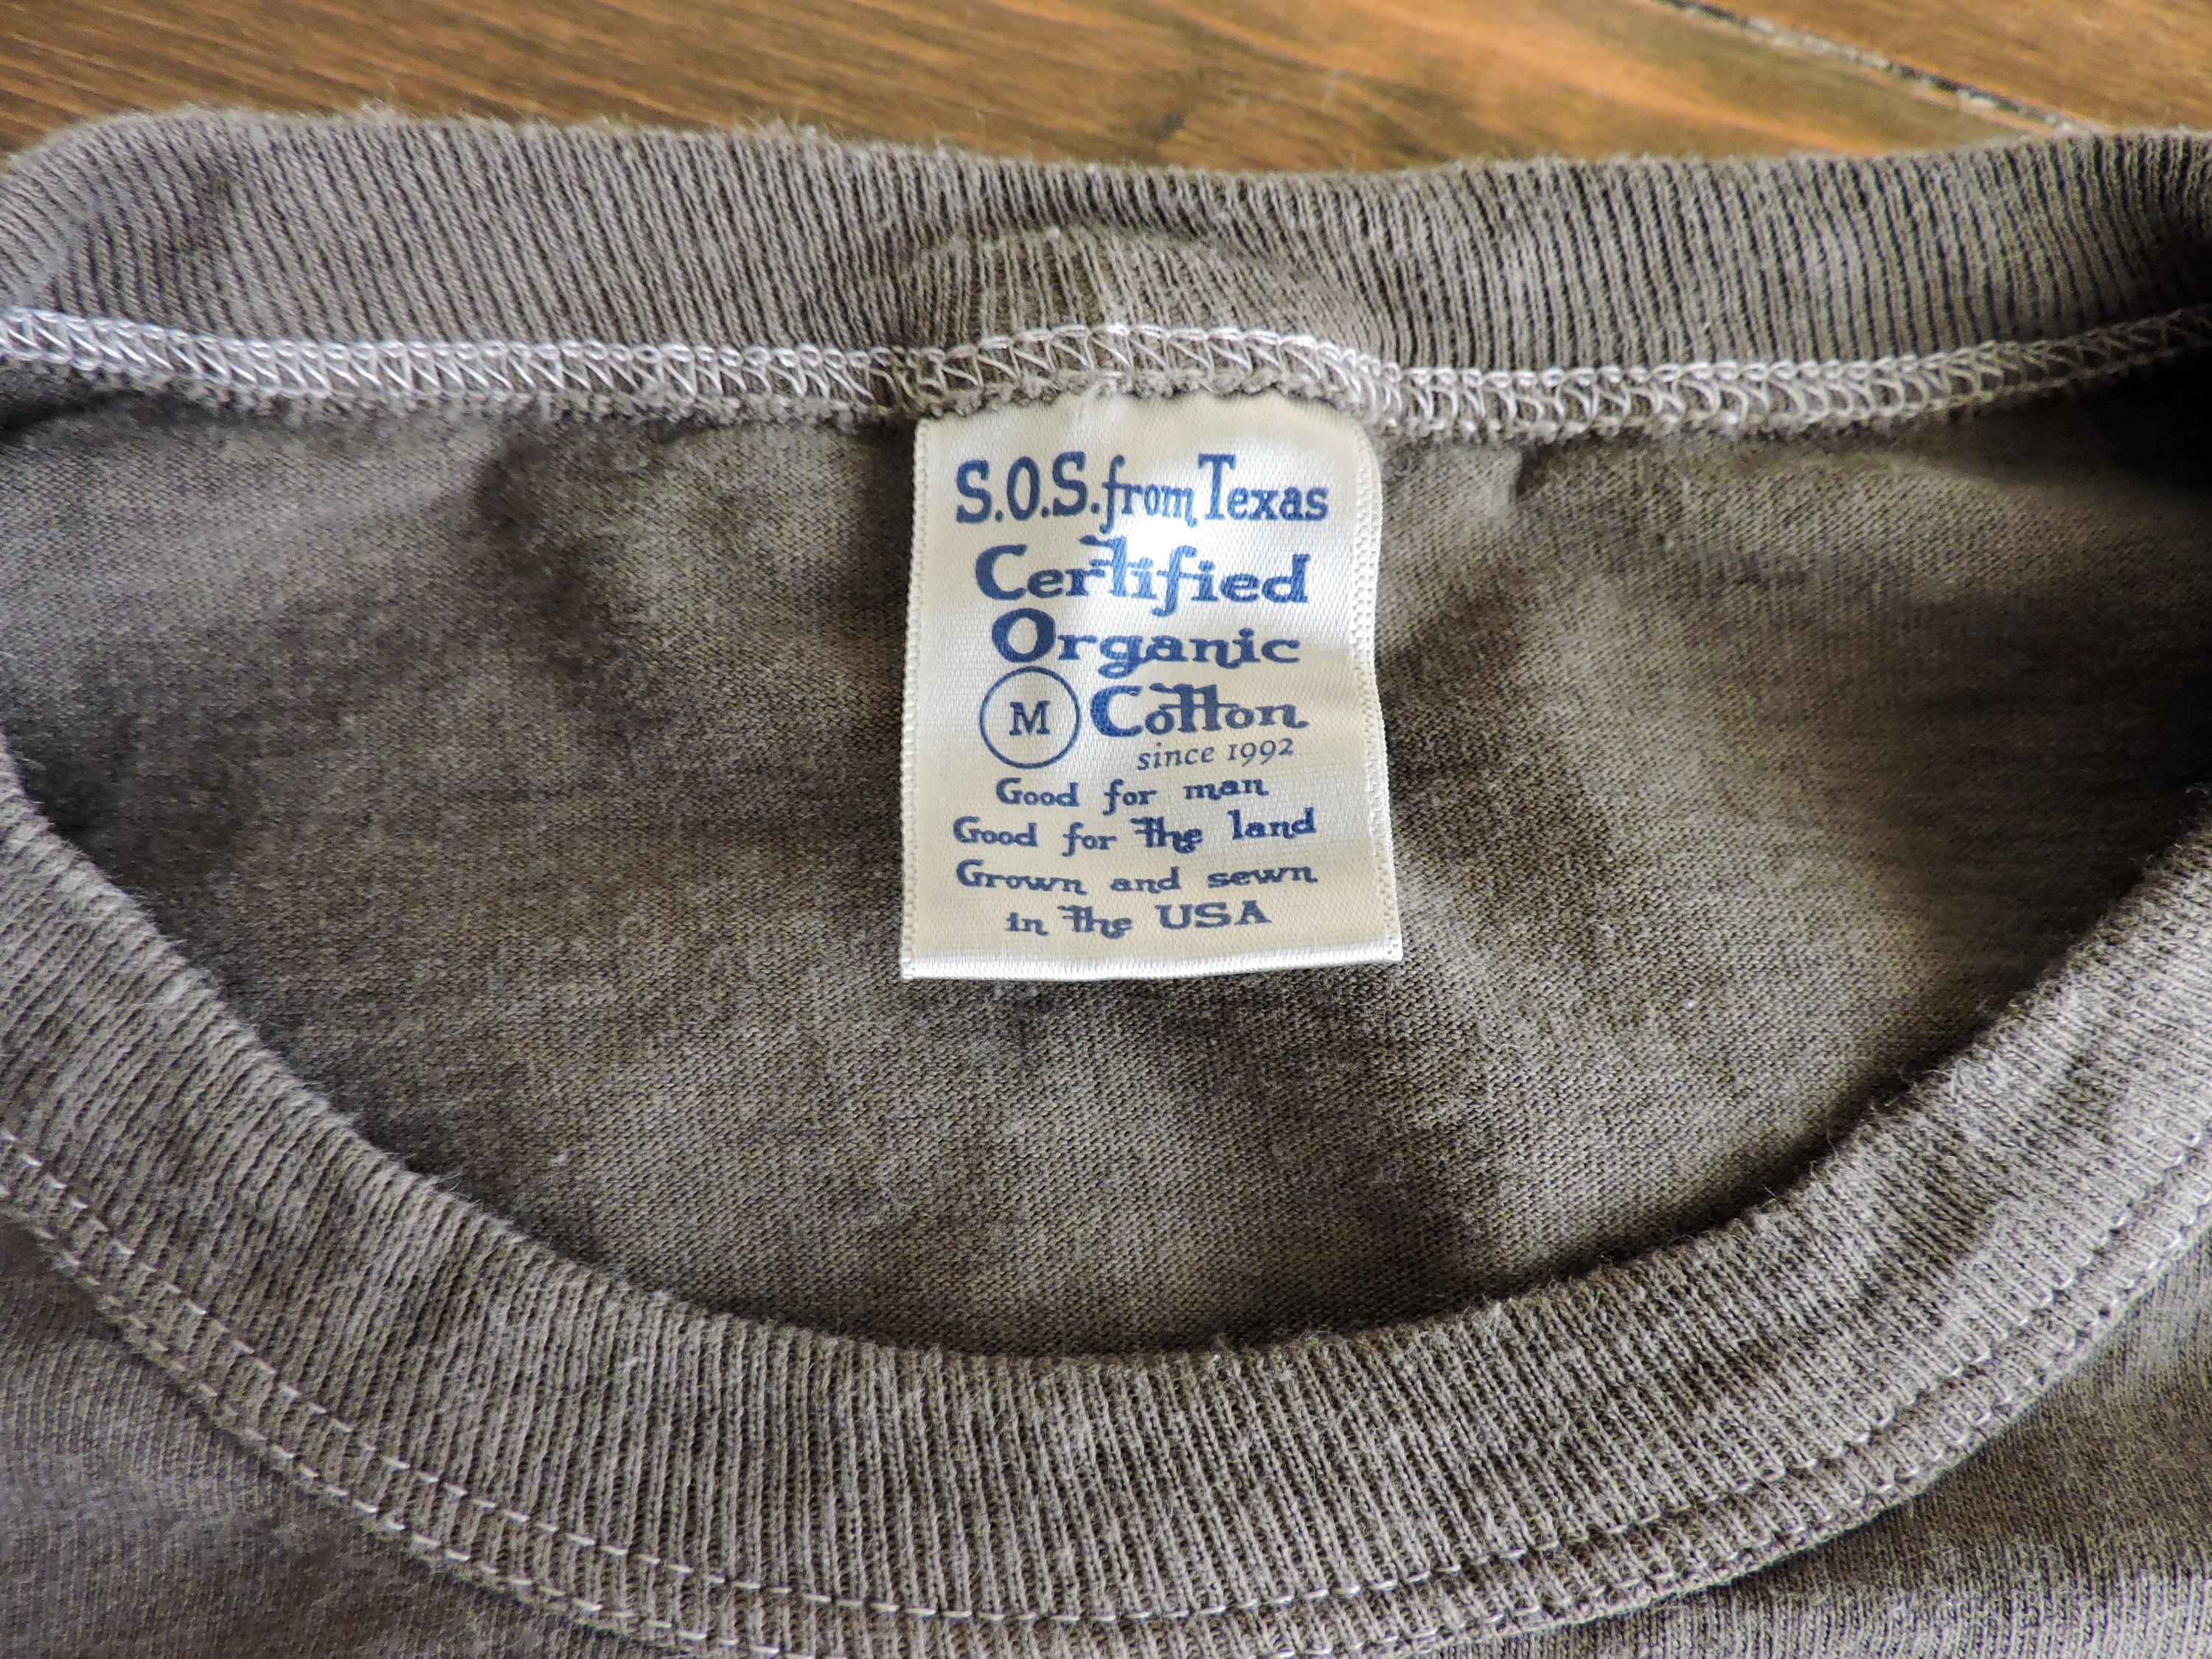 S.O.S. from Texas
Certified
Organic
M Cotton
since 1992
Good for man
Good for the land
Grown and sewn
in the USA